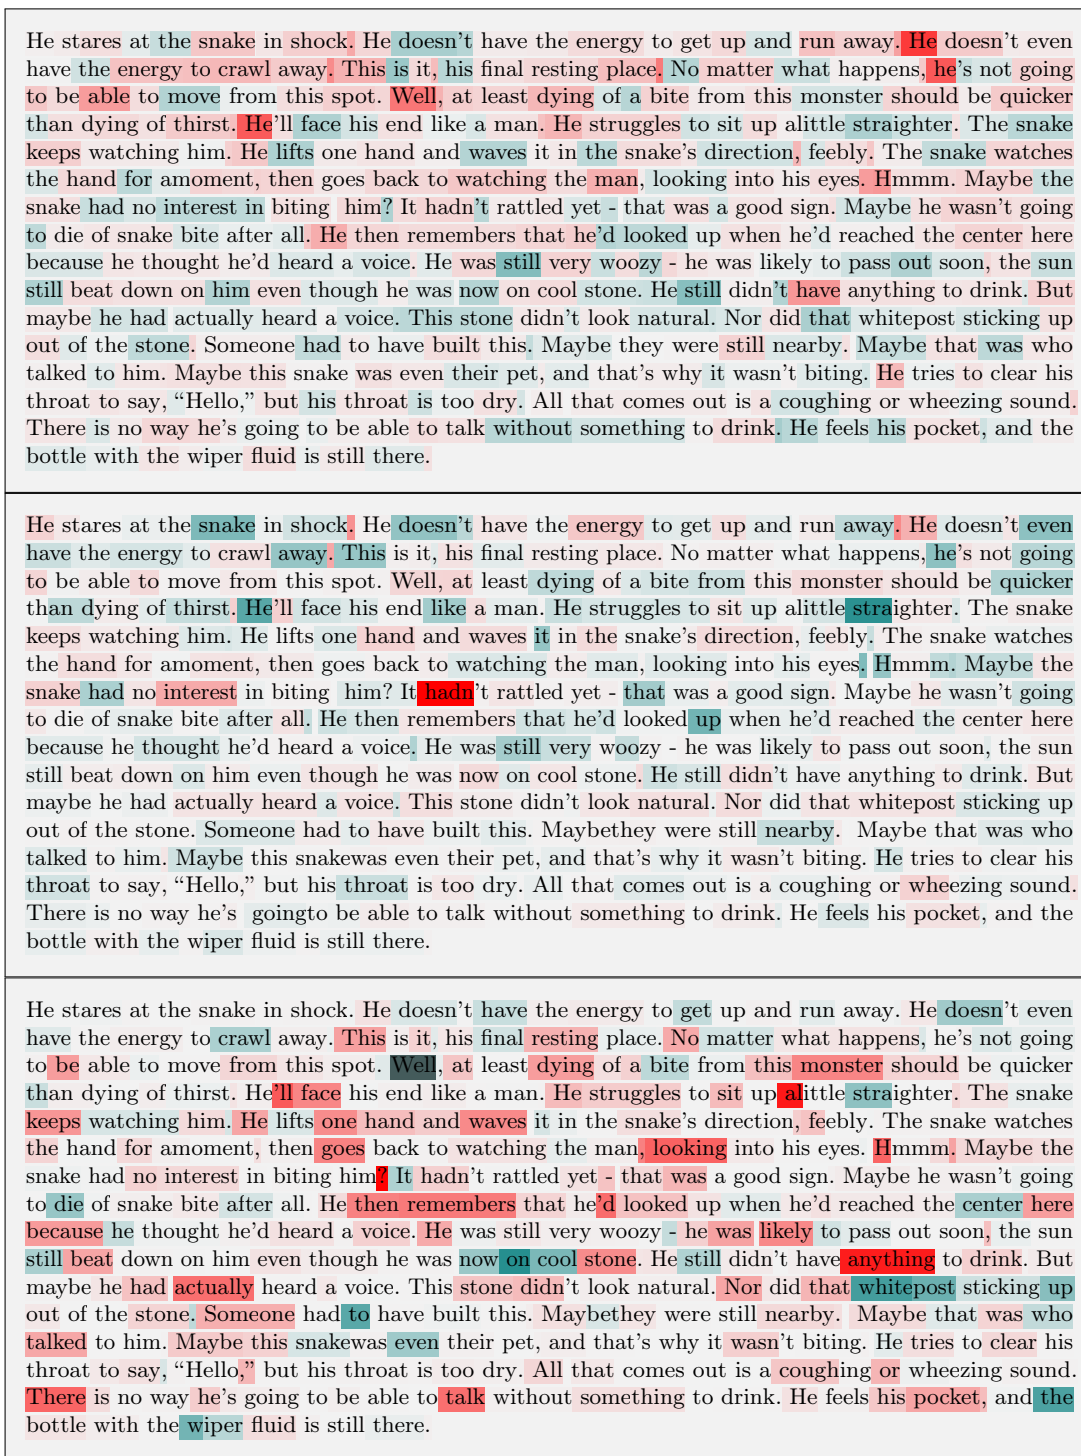 He stares at the snake in shock. He doesn't have the energy to get up and run away. He doesn't even
have the energy to crawl away. This is it, his final resting place. No matter what happens, he's not going
to be able to move from this spot. Well, at least dying of a bite from this monster should be quicker
than dying of thirst. He'll face his end like a man. He struggles to sit up alittle straighter. The snake
keeps watching him. He lifts one hand and waves it in the snake's direction, feebly. The snake watches
the hand for amoment, then goes back to watching the man, looking into his eyes. Hmmm. Maybe the
snake had no interest in biting him? It hadn't rattled yet - that was a good sign. Maybe he wasn't going
to die of snake bite after all. He then remembers that he'd looked up when he'd reached the center here
because he thought he'd heard a voice. He was still very woozy - he was likely to pass out soon, the sun
still beat down on him even though he was now on cool stone. He still didn't have anything to drink. But
maybe he had actually heard a voice. This stone didn't look natural. Nor did that whitepost sticking up
out of the stone. Someone had to have built this. Maybe they were still nearby. Maybe that was who
talked to him. Maybe this snake was even their pet, and that's why it wasn't biting. He tries to clear his
throat to say, “Hello,” but his throat is too dry. All that comes out is a coughing or wheezing sound.
There is no way he's going to be able to talk without something to drink. He feels his pocket, and the
bottle with the wiper fluid is still there.
He stares at the snake in shock. He doesn't have the energy to get up and run away. He doesn't even
have the energy to crawl away. This is it, his final resting place. No matter what happens, he's not going
to be able to move from this spot. Well, at least dying of a bite from this monster should be quicker
than dying of thirst. He'll face his end like a man. He struggles to sit up alittle straighter. The snake
keeps watching him. He lifts one hand and waves it in the snake's direction, feebly. The snake watches
the hand for amoment, then goes back to watching the man, looking into his eyes. Hmmm. Maybe the
snake had no interest in biting him? It hadn't rattled yet - that was a good sign. Maybe he wasn't going
to die of snake bite after all. He then remembers that he'd looked up when he'd reached the center here
because he thought he'd heard a voice. He was still very woozy - he was likely to pass out soon, the sun
still beat down on him even though he was now on cool stone. He still didn't have anything to drink. But
maybe he had actually heard a voice. This stone didn't look natural. Nor did that whitepost sticking up
out of the stone. Someone had to have built this. Maybethey were still nearby. Maybe that was who
talked to him. Maybe this snakewas even their pet, and that's why it wasn't biting. He tries to clear his
throat to say, “Hello,” but his throat is too dry. All that comes out is a coughing or wheezing sound.
There is no way he's goingto be able to talk without something to drink. He feels his pocket, and the
bottle with the wiper fluid is still there.
He stares at the snake in shock. He doesn't have the energy to get up and run away. He doesn't even
have the energy to crawl away. This is it, his final resting place. No matter what happens, he's not going
to be able to move from this spot. Well, at least dying of a bite from this monster should be quicker
than dying of thirst. He'll face his end like a man. He struggles to sit up alittle straighter. The snake
keeps watching him. He lifts one hand and waves it in the snake's direction, feebly. The snake watches
the hand for amoment, then goes back to watching the man, looking into his eyes. Hmmm. Maybe the
snake had no interest in biting him? It hadn't rattled yet - that was a good sign. Maybe he wasn't going
to die of snake bite after all. He then remembers that he'd looked up when he'd reached the center here
because he thought he'd heard a voice. He was still very woozy - he was likely to pass out soon, the sun
still beat down on him even though he was now on cool stone. He still didn't have anything to drink. But
maybe he had actually heard a voice. This stone didn't look natural. Nor did that whitepost sticking up
out of the stone. Someone had to have built this. Maybethey were still nearby. Maybe that was who
talked to him. Maybe this snakewas even their pet, and that's why it wasn't biting. He tries to clear his
throat to say, “Hello,” but his throat is too dry. All that comes out is a coughing or wheezing sound.
There is no way he's going to be able to talk without something to drink. He feels his pocket, and the
bottle with the wiper fluid is still there.